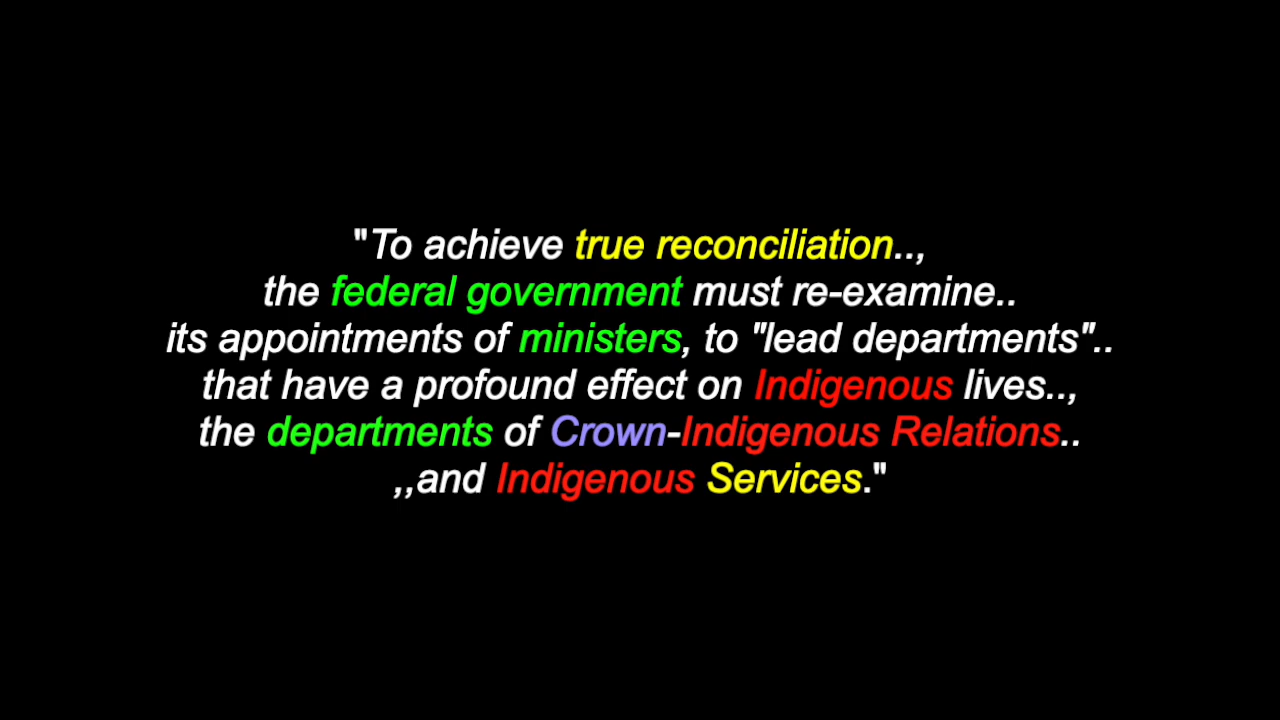 "To achieve true reconciliation..,
the federal government must re-examine..
its appointments of ministers, to "lead departments"..
that have a profound effect on Indigenous lives..,
the departments of Crown-Indigenous Relations..
,,and Indigenous Services."